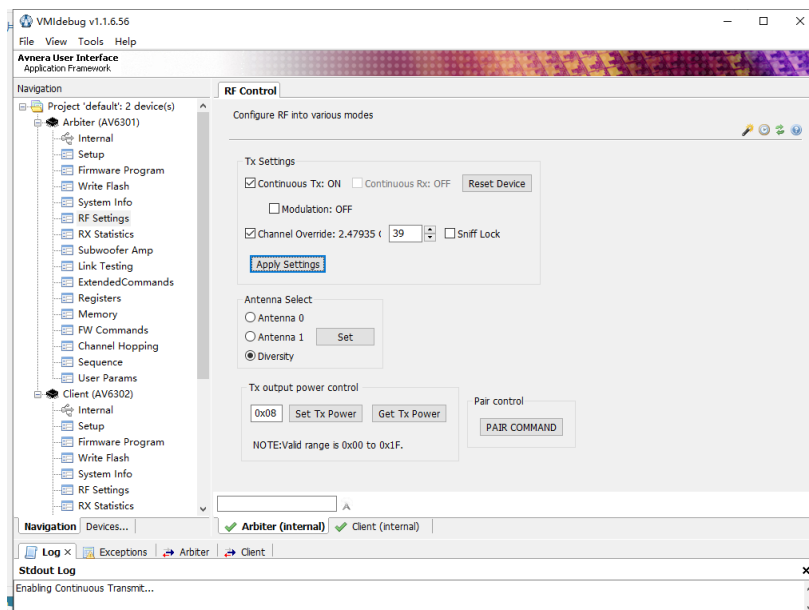 VMIdebug v1.1.6.56
File View Tools Help
Avnera User Interface
Application Framework
Navigation
Project 'default': 2 device(s)
Arbiter (AV6301)
Internal
Setup
Firmware Program
Write Flash
System Info
RF Settings
RX Statistics
Subwoofer Amp
Link Testing
ExtendedCommands
Registers
Memory
FW Commands
Channel Hopping
Sequence
User Params
Client (AV6302)
Internal
Setup
Firmware Program
Write Flash
System Info
RF Settings
RX Statistics
Navigation Devices...
RF Control
Configure RF into various modes
Tx Settings
Continuous Tx: ON Continuous Rx: OFF Reset Device
Modulation: OFF
Channel Override: 2.47935 ( 39 Sniff Lock
Apply Settings
Antenna Select
Antenna 0
Antenna 1 Set
Diversity
Tx output power control
0x08 Set Tx Power Get Tx Power
NOTE:Valid range is 0x00 to 0x1F.
Pair control
PAIR COMMAND
Arbiter (internal) Client (internal)
Log Exceptions Arbiter Client
Stdout Log
Enabling Continuous Transmit...